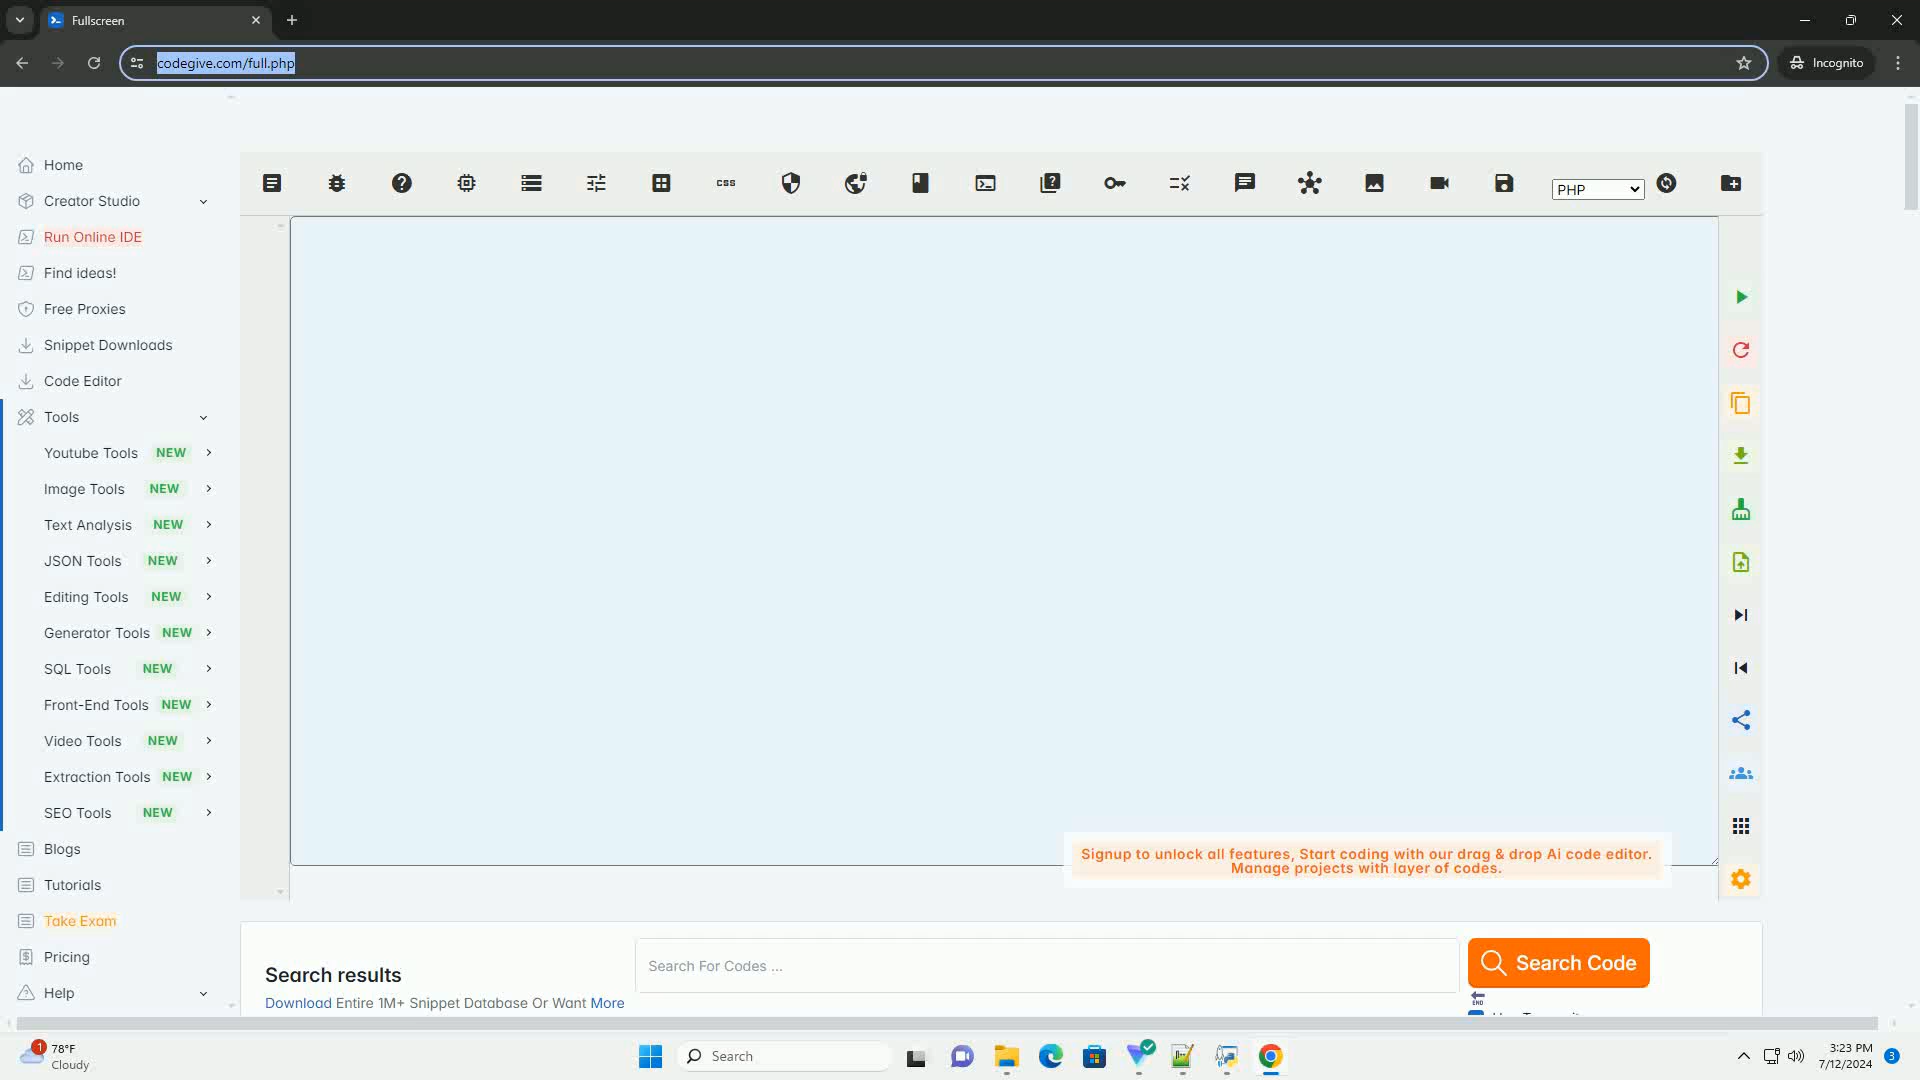 Fullscreen
codegive.com/full.php
Incognito
Home
Creator Studio
Run Online IDE
Find ideas!
Free Proxies
Snippet Downloads
Code Editor
Tools
Youtube Tools NEW
Image Tools NEW
Text Analysis NEW
JSON Tools NEW
Editing Tools NEW
Generator Tools NEW
SQL Tools NEW
Front-End Tools NEW
Video Tools NEW
Extraction Tools NEW
SEO Tools NEW
Blogs
Tutorials
Take Exam
Pricing
Help
CSS
PHP
Signup to unlock all features, Start coding with our drag & drop Ai code editor.
Manage projects with layer of codes.
Search results
Search For Codes ...
Search Code
Download Entire 1M+ Snippet Database Or Want More
END
1
78°F
Cloudy
Search
3:23 PM
7/12/2024
3